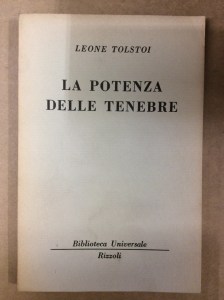 LEONE TOLSTOI
LA POTENZA
DELLE TENEBRE
Biblioteca Universale
Rizzoli